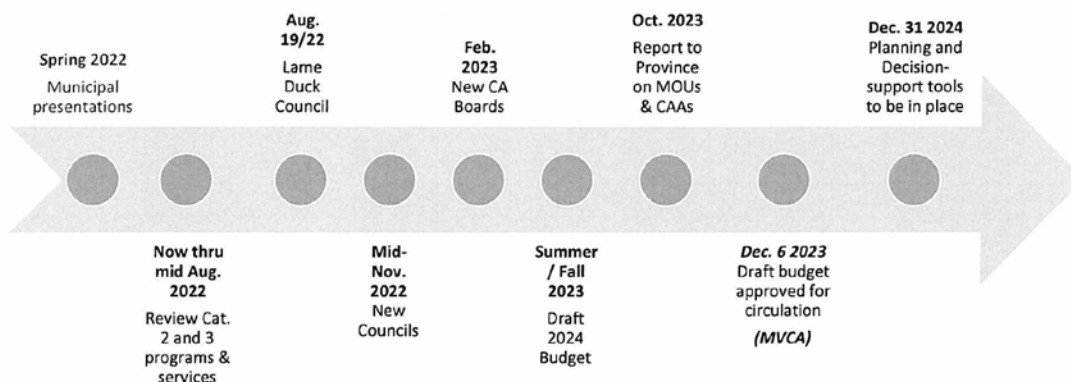 Spring 2022
Municipal
presentations
Now thru
mid Aug.
2022
Review Cat.
2 and 3
programs &
services
Aug.
19/22
Lame
Duck
Council
Mid-
Nov.
2022
New
Councils
Feb.
2023
New CA
Boards
Summer
/ Fall
2023
Draft
2024
Budget
Oct. 2023
Report to
Province
on MOUs
& CAAs
Dec. 6 2023
Draft budget
approved for
circulation
(MVCA)
Dec. 31 2024
Planning and
Decision-
support tools
to be in place